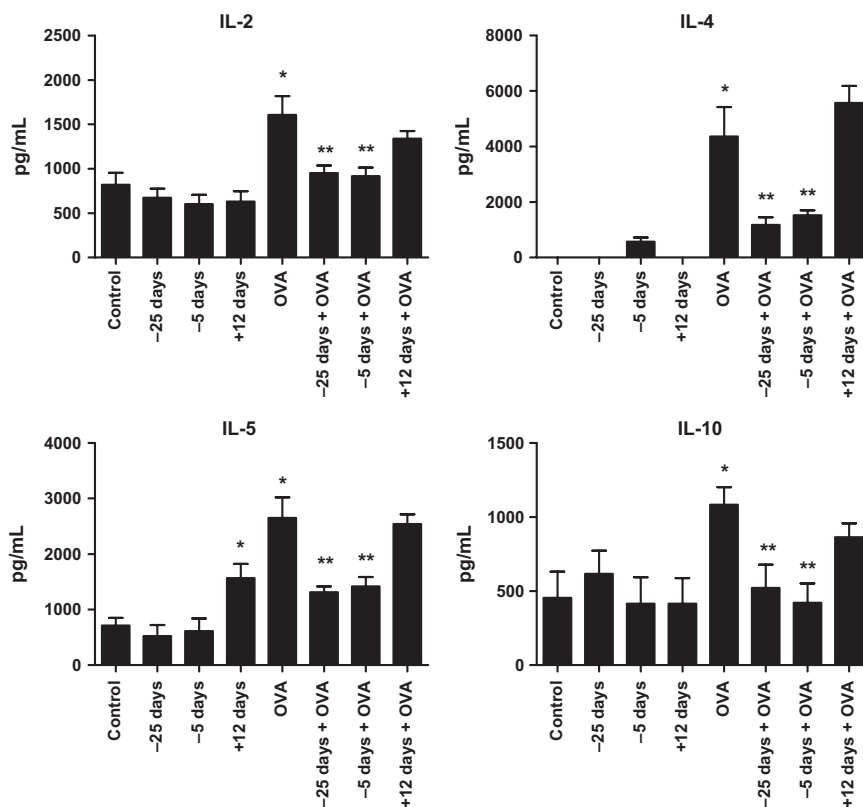 IL-2
2500
2000
1500
1000
500
0
pg/mL
*
**
**
Control
–25 days
–5 days
+12 days
OVA
–25 days + OVA
–5 days + OVA
+12 days + OVA
IL-4
8000
6000
4000
2000
0
pg/mL
*
**
**
Control
–25 days
–5 days
+12 days
OVA
–25 days + OVA
–5 days + OVA
+12 days + OVA
IL-5
4000
3000
2000
1000
0
pg/mL
*
*
**
**
Control
–25 days
–5 days
+12 days
OVA
–25 days + OVA
–5 days + OVA
+12 days + OVA
IL-10
1500
1000
500
0
pg/mL
*
**
**
Control
–25 days
–5 days
+12 days
OVA
–25 days + OVA
–5 days + OVA
+12 days + OVA